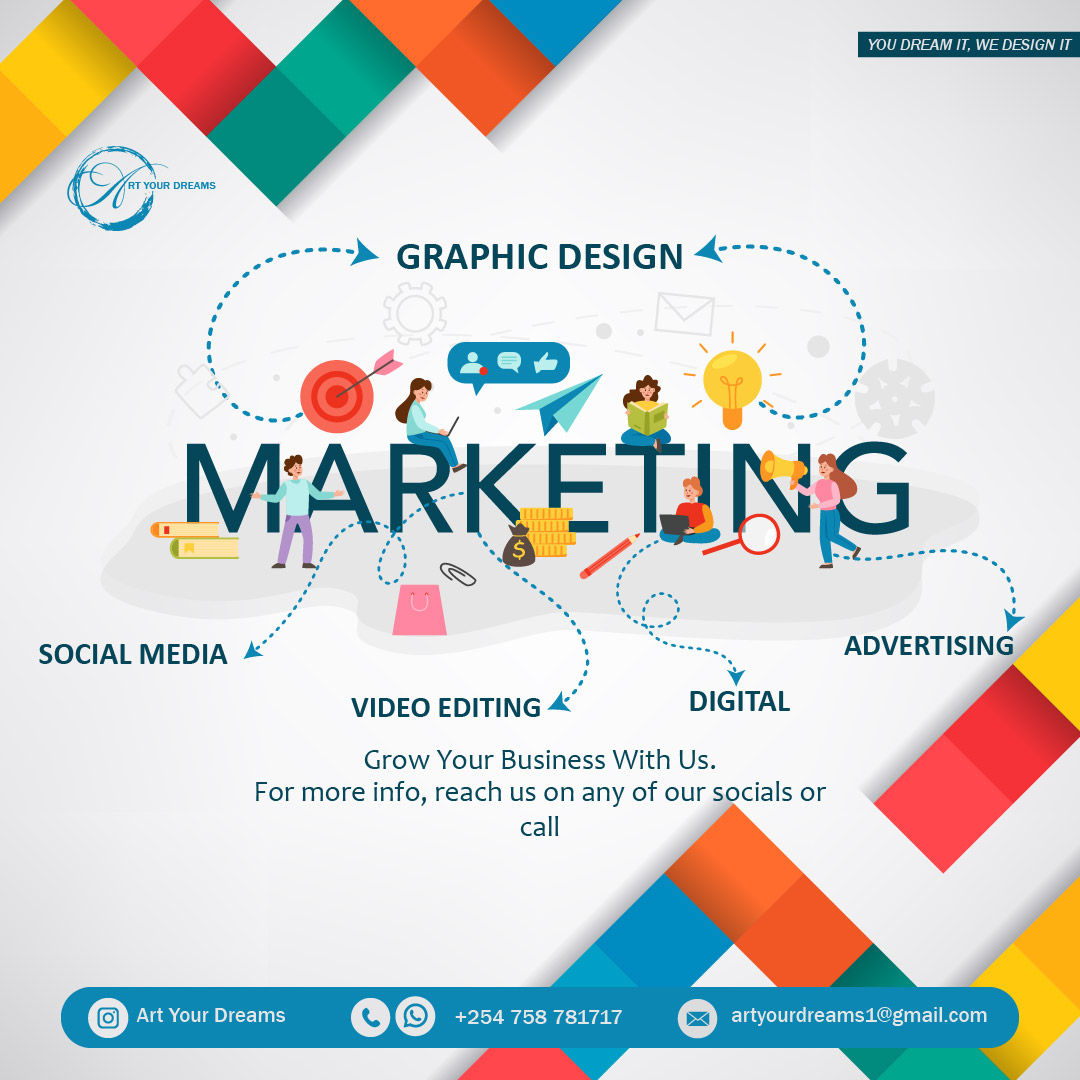 YOU DREAM IT, WE DESIGN IT
ART YOUR DREAMS
GRAPHIC DESIGN
MARKETING
$
SOCIAL MEDIA
ADVERTISING
VIDEO EDITING
DIGITAL
Grow Your Business With Us.
For more info, reach us on any of our socials or
call
Art Your Dreams
+254 758 781717
artyourdreams1@gmail.com